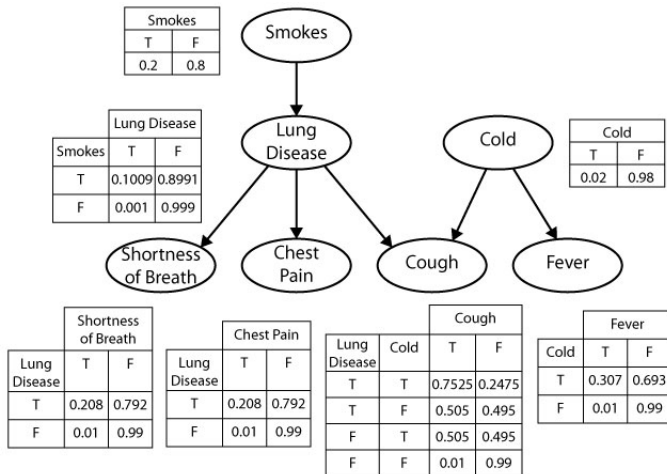 Smokes
T F
0.2 0.8
Smokes
Lung Disease
Smokes T F
T 0.1009 0.8991
F 0.001 0.999
Lung
Disease
Cold
Cold
T F
0.02 0.98
Shortness
of Breath
Chest
Pain
Cough
Fever
Shortness
of Breath
Lung
Disease
T F
T 0.208 0.792
F 0.01 0.99
Chest Pain
Lung
Disease
T F
T 0.208 0.792
F 0.01 0.99
Cough
Lung
Disease
Cold T F
T T 0.7525 0.2475
T F 0.505 0.495
F T 0.505 0.495
F F 0.01 0.99
Fever
Cold T F
T 0.307 0.693
F 0.01 0.99